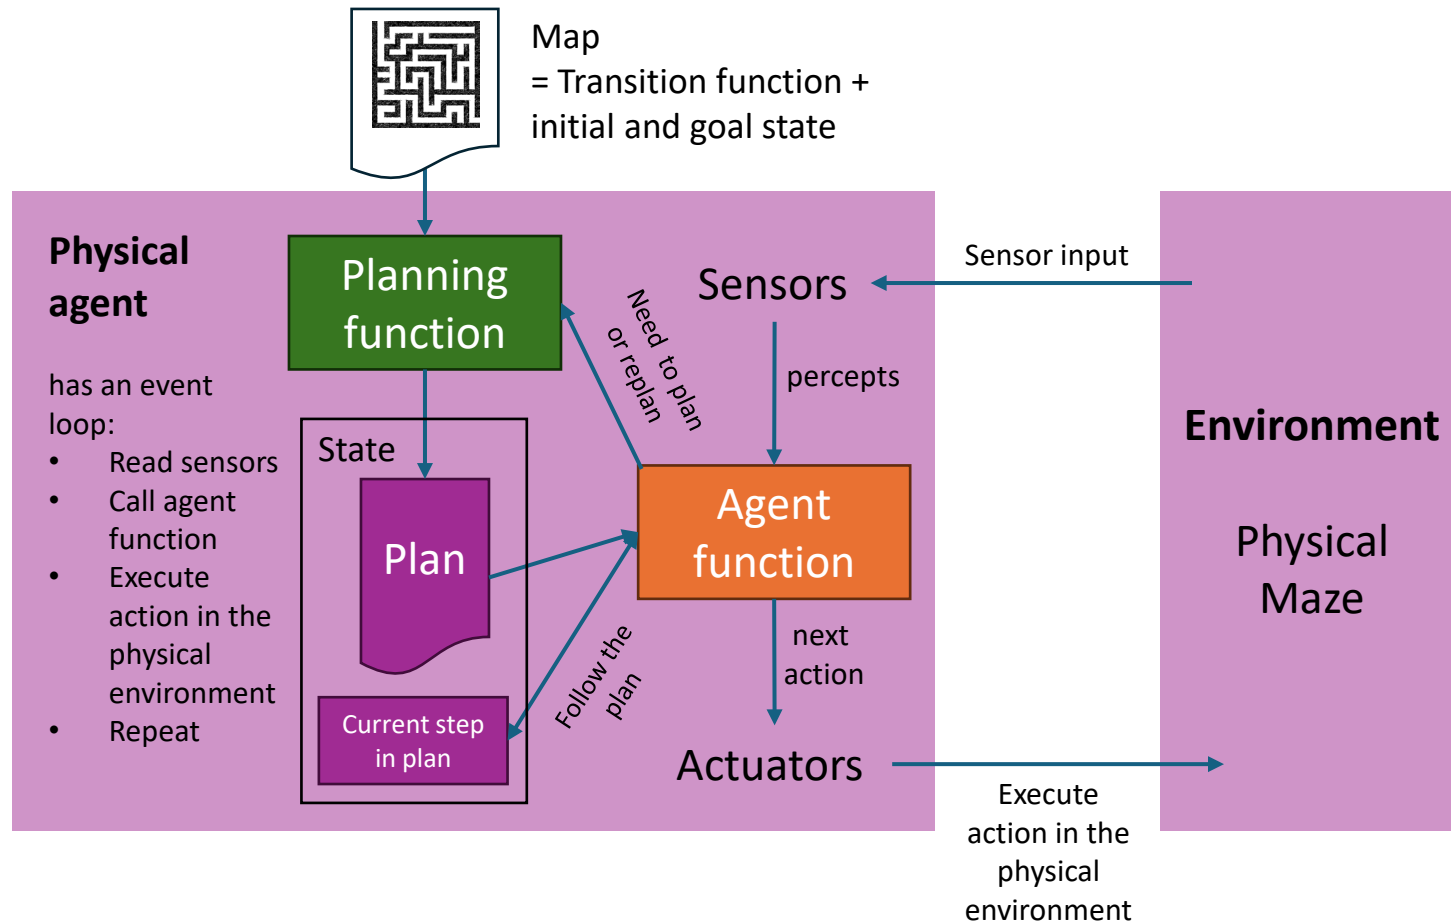 Map
= Transition function +
initial and goal state
Physical
agent
has an event
loop:
• Read sensors
• Call agent
function
• Execute
action in the
physical
environment
• Repeat
Planning
function
State
Plan
Current step
in plan
Need to plan
or replan
Follow the
plan
Sensors
percepts
Agent
function
next
action
Actuators
Sensor input
Execute
action in the
physical
environment
Environment
Physical
Maze